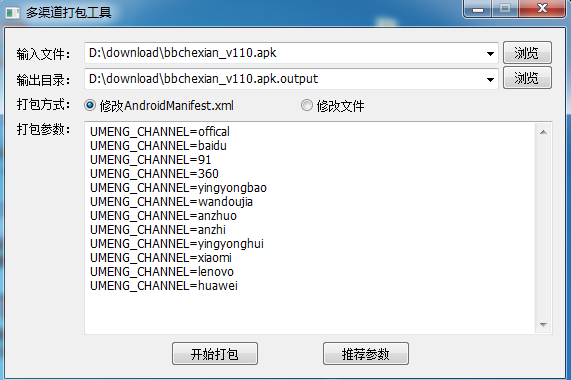 多渠道打包工具
输入文件： D:\download\bbchexian_v110.apk 浏览
输出目录： D:\download\bbchexian_v110.apk.output 浏览
打包方式： 修改AndroidManifest.xml 修改文件
打包参数：
UMENG_CHANNEL=offical
UMENG_CHANNEL=baidu
UMENG_CHANNEL=91
UMENG_CHANNEL=360
UMENG_CHANNEL=yingyongbao
UMENG_CHANNEL=wandoujia
UMENG_CHANNEL=anzhuo
UMENG_CHANNEL=anzhi
UMENG_CHANNEL=yingyonghui
UMENG_CHANNEL=xiaomi
UMENG_CHANNEL=lenovo
UMENG_CHANNEL=huawei
开始打包 推荐参数